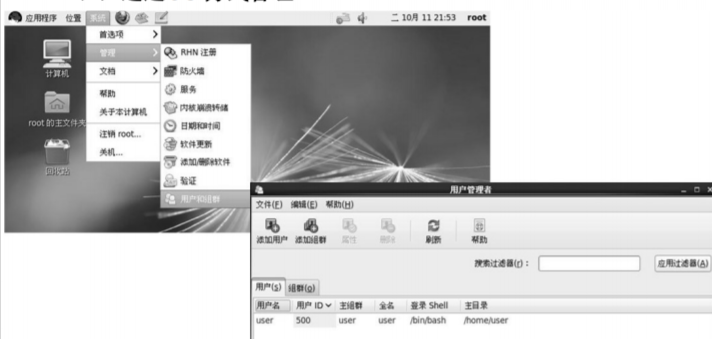 应用程序 位置 系统 二 10月 11 21:53 root
首选项
管理
文档
帮助
关于本计算机
注销 root...
关机...
RHN 注册
防火墙
服务
内核崩溃转储
日期和时间
软件更新
添加/删除软件
验证
用户和组群
计算机
root 的主文件夹
回收站
用户管理者
文件(F) 编辑(E) 帮助(H)
添加用户 添加组群 属性 删除 刷新 帮助
搜索过滤器(r)： 应用过滤器(A)
用户(S) 组群(o)
用户名 用户 ID 主组群 全名 登录 Shell 主目录
user 500 user user /bin/bash /home/user